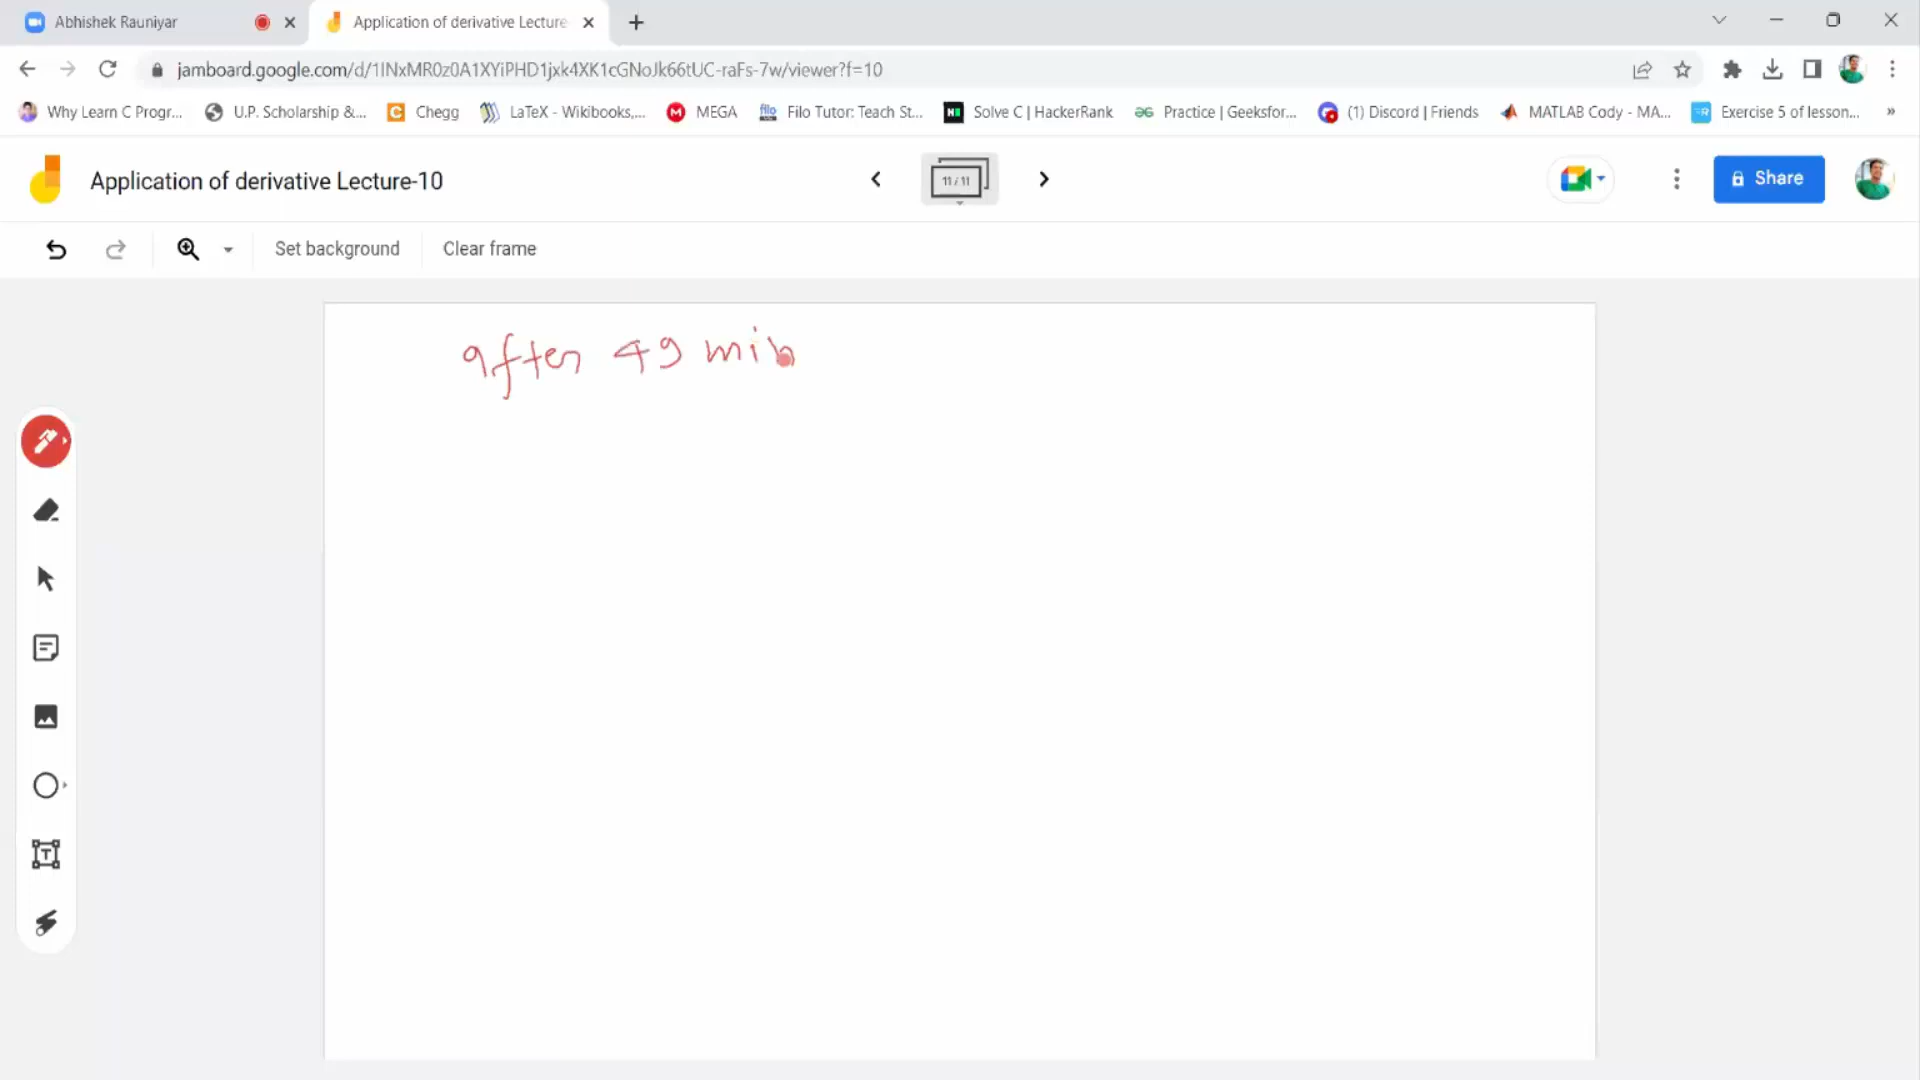 Abhishek Rauniyar
Application of derivative Lecture-
jamboard.google.com/d/1INxMR0z0A1XYiPHD1jxk4XK1cGNoJk66tUC-raFs-7w/viewer?f=10
Why Learn C Progr... U.P. Scholarship &... Chegg LaTeX - Wikibooks,... MEGA Filo Tutor: Teach St... Solve C | HackerRank Practice | Geeksfor... (1) Discord | Friends MATLAB Cody - MA... Exercise 5 of lesson... »
Application of derivative Lecture-10
11 / 11
Share
Set background Clear frame
after 49 min